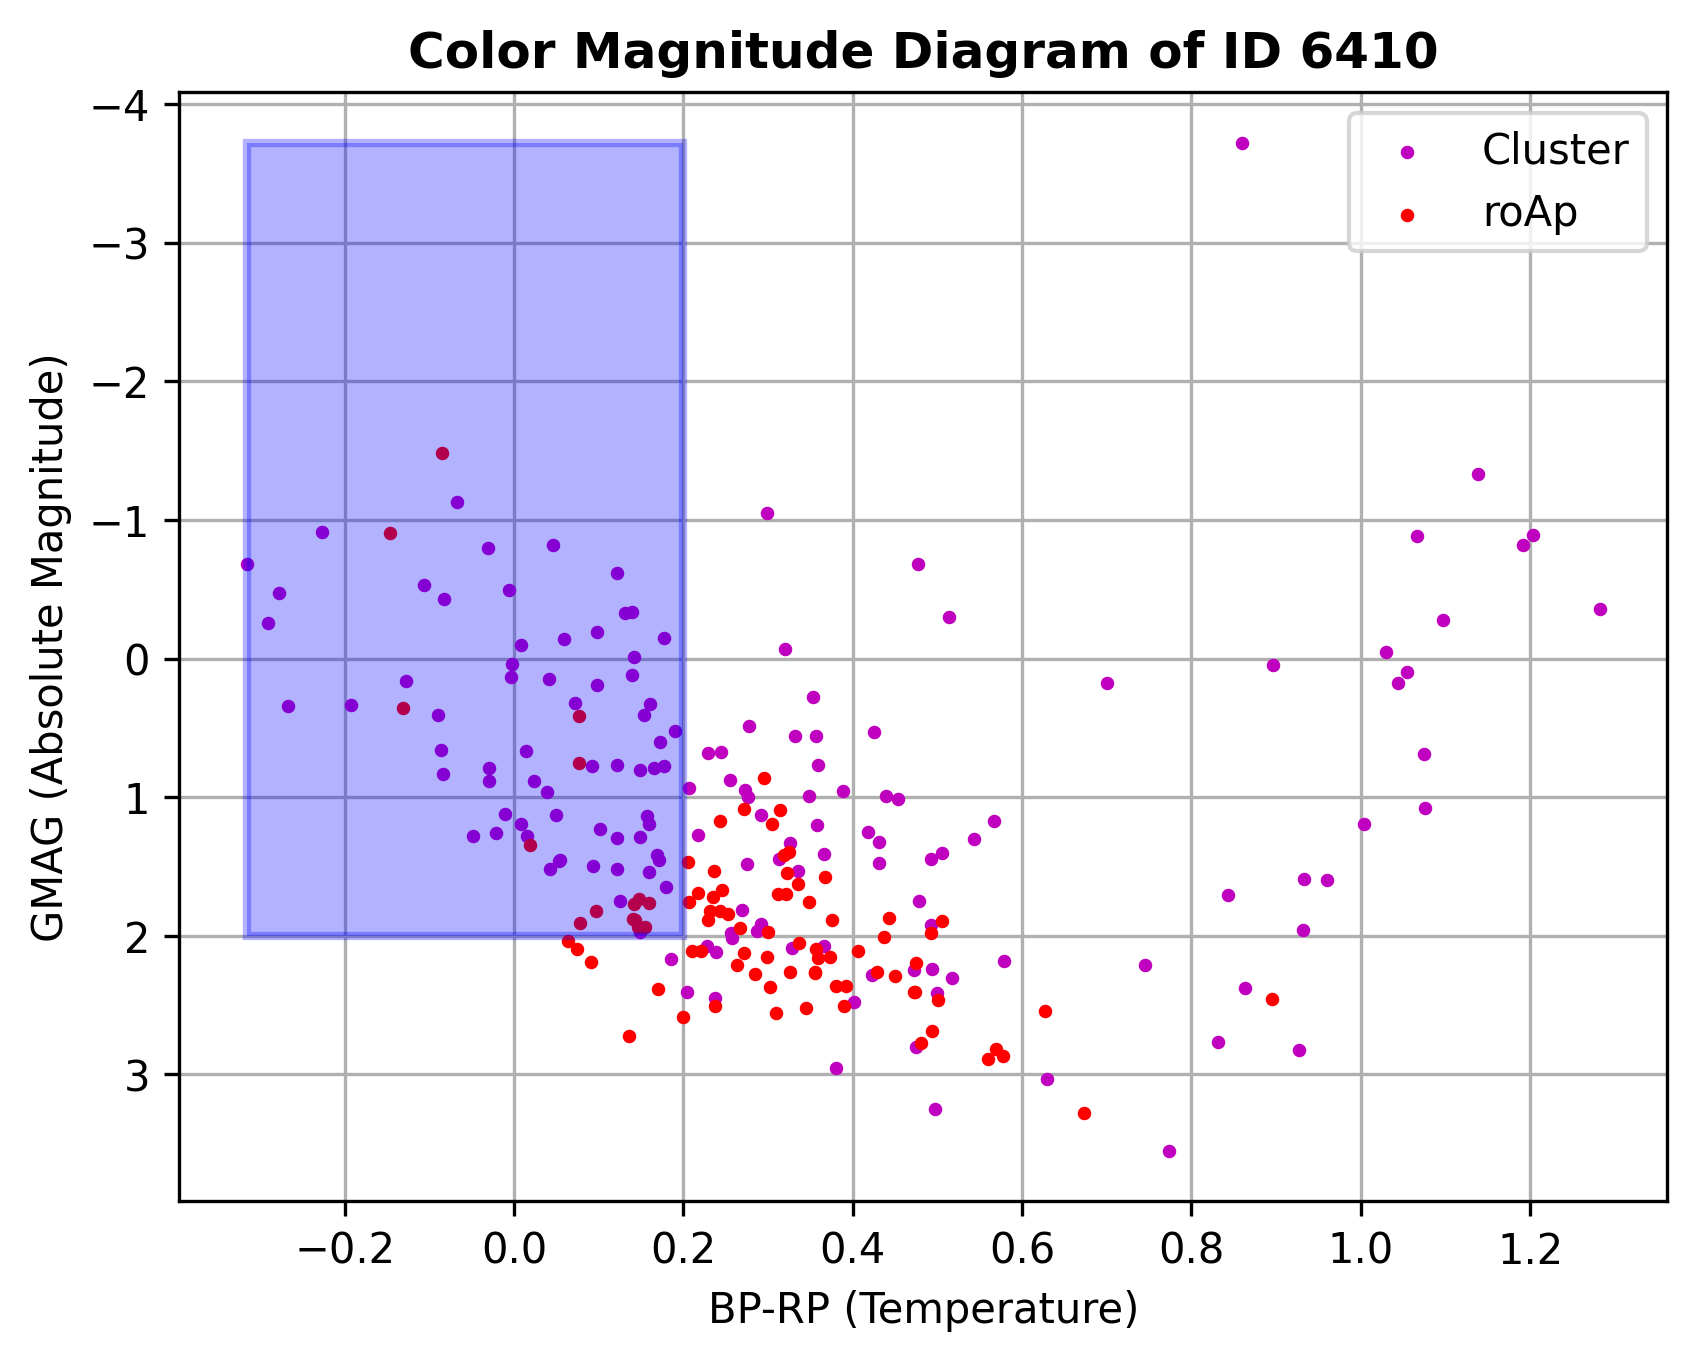 Color Magnitude Diagram of ID 6410
Cluster
roAp
GMAG (Absolute Magnitude)
−4
−3
−2
−1
0
1
2
3
−0.2 0.0 0.2 0.4 0.6 0.8 1.0 1.2
BP-RP (Temperature)